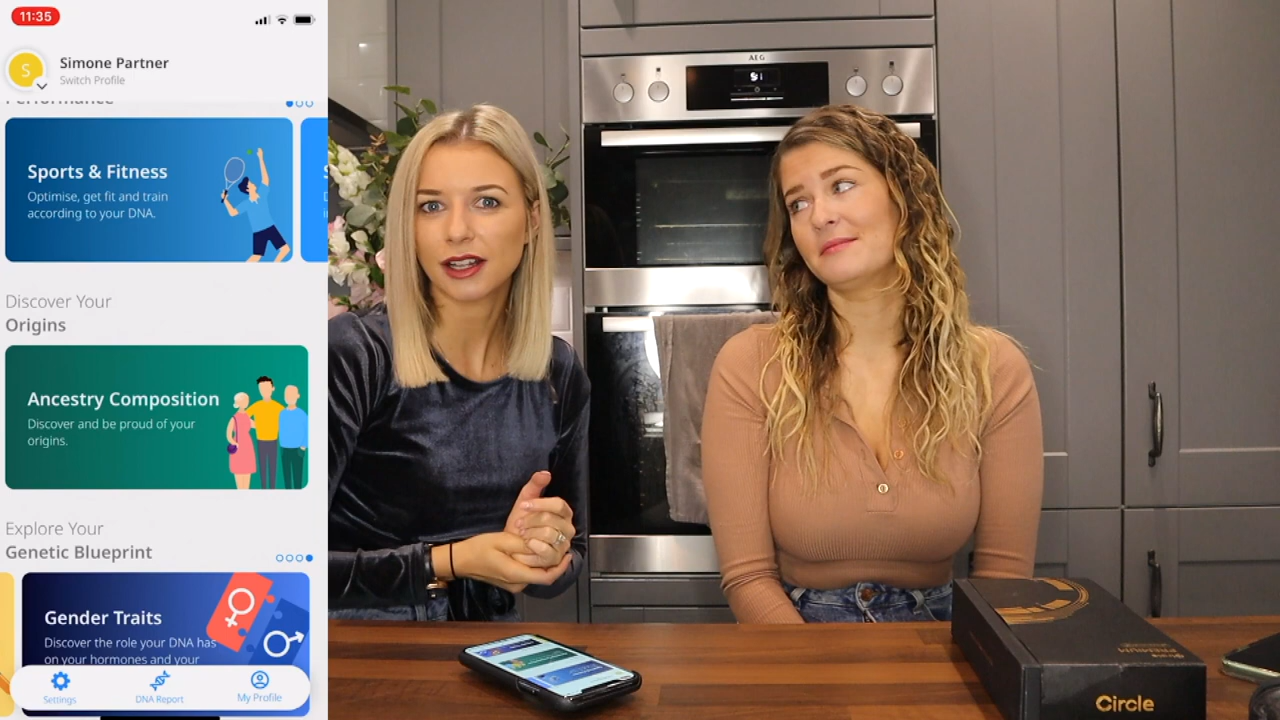 11:35
S
Simone Partner
Switch Profile
Performance
Sports & Fitness
Optimise, get fit and train
according to your DNA.
Discover Your
Origins
Ancestry Composition
Discover and be proud of your
origins.
Explore Your
Genetic Blueprint
Gender Traits
Discover the role your DNA has
on your hormones and your
Settings
DNA Report
My Profile
AEG
PREMIUM
Circle